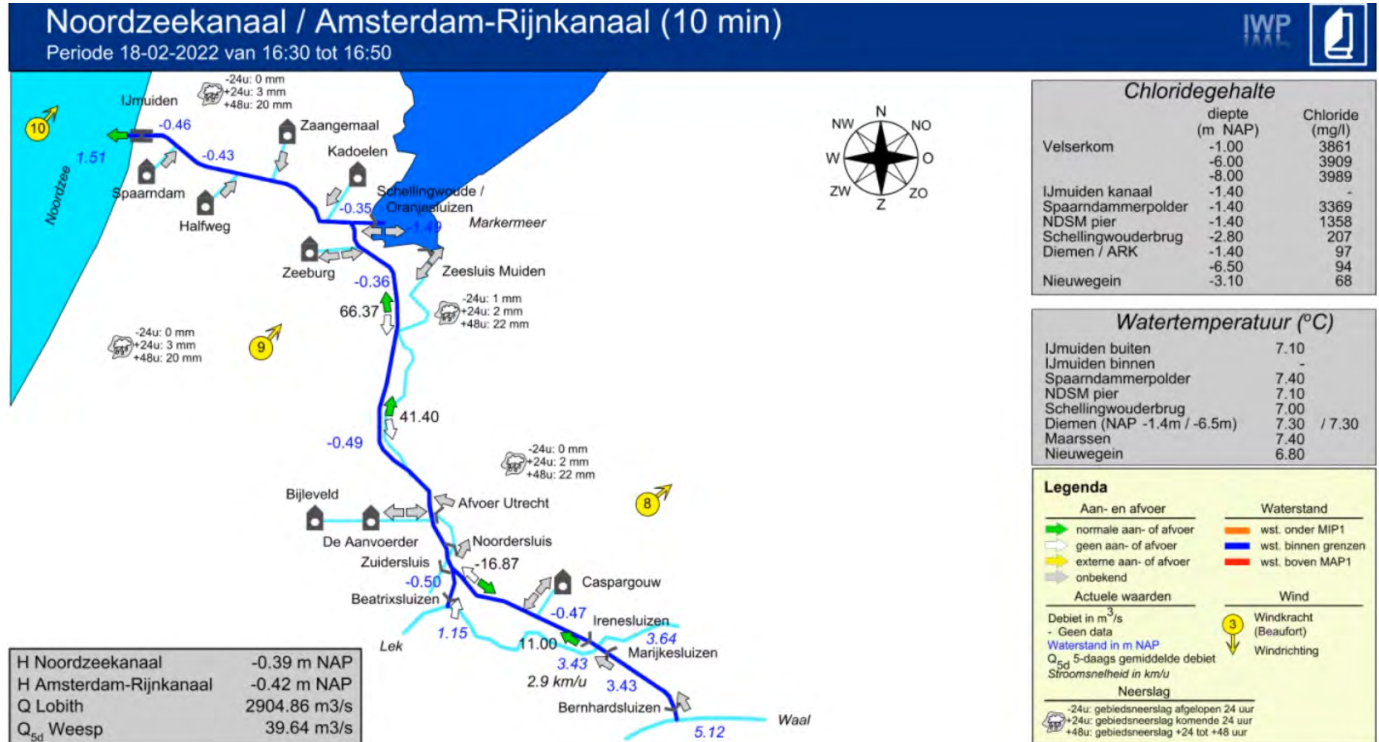 Noordzeekanaal / Amsterdam-Rijnkanaal (10 min)
Periode 18-02-2022 van 16:30 tot 16:50
IWP
-24u: 0 mm
+24u: 3 mm
+48u: 20 mm
10
IJmuiden
-0.46
1.51
Noordzee
Spaarndam
-0.43
Halfweg
Zaangemaal
Kadoelen
-0.35
Schellingwoude /
Oranjesluizen
-1.49
Markermeer
Zeeburg
Zeesluis Muiden
-0.36
66.37
-24u: 1 mm
+24u: 2 mm
+48u: 22 mm
-24u: 0 mm
+24u: 3 mm
+48u: 20 mm
9
41.40
-0.49
-24u: 0 mm
+24u: 2 mm
+48u: 22 mm
8
Bijleveld
De Aanvoerder
Afvoer Utrecht
Noordersluis
Zuidersluis
-16.87
-0.50
Beatrixsluizen
Caspargouw
-0.47
Irenesluizen
1.15
Lek
11.00
3.64
3.43
Marijkesluizen
2.9 km/u
3.43
Bernhardsluizen
Waal
5.12
N
NO
O
ZO
Z
ZW
W
NW
H Noordzeekanaal -0.39 m NAP
H Amsterdam-Rijnkanaal -0.42 m NAP
Q Lobith 2904.86 m3/s
Q5d Weesp 39.64 m3/s
Chloridegehalte
diepte Chloride
(m NAP) (mg/l)
Velserkom -1.00 3861
-6.00 3909
-8.00 3989
IJmuiden kanaal -1.40 -
Spaarndammerpolder -1.40 3369
NDSM pier -1.40 1358
Schellingwouderbrug -2.80 207
Diemen / ARK -1.40 97
-6.50 94
Nieuwegein -3.10 68
Watertemperatuur (ºC)
IJmuiden buiten 7.10
IJmuiden binnen -
Spaarndammerpolder 7.40
NDSM pier 7.10
Schellingwouderbrug 7.00
Diemen (NAP -1.4m / -6.5m) 7.30 / 7.30
Maarssen 7.40
Nieuwegein 6.80
Legenda
Aan- en afvoer Waterstand
normale aan- of afvoer wst. onder MIP1
geen aan- of afvoer wst. binnen grenzen
externe aan- of afvoer wst. boven MAP1
onbekend
Actuele waarden Wind
Debiet in m3/s
- Geen data
Waterstand in m NAP
Q5d 5-daags gemiddelde debiet
Stroomsnelheid in km/u
3
Windkracht
(Beaufort)
Windrichting
Neerslag
-24u: gebiedsneerslag afgelopen 24 uur
+24u: gebiedsneerslag komende 24 uur
+48u: gebiedsneerslag +24 tot +48 uur